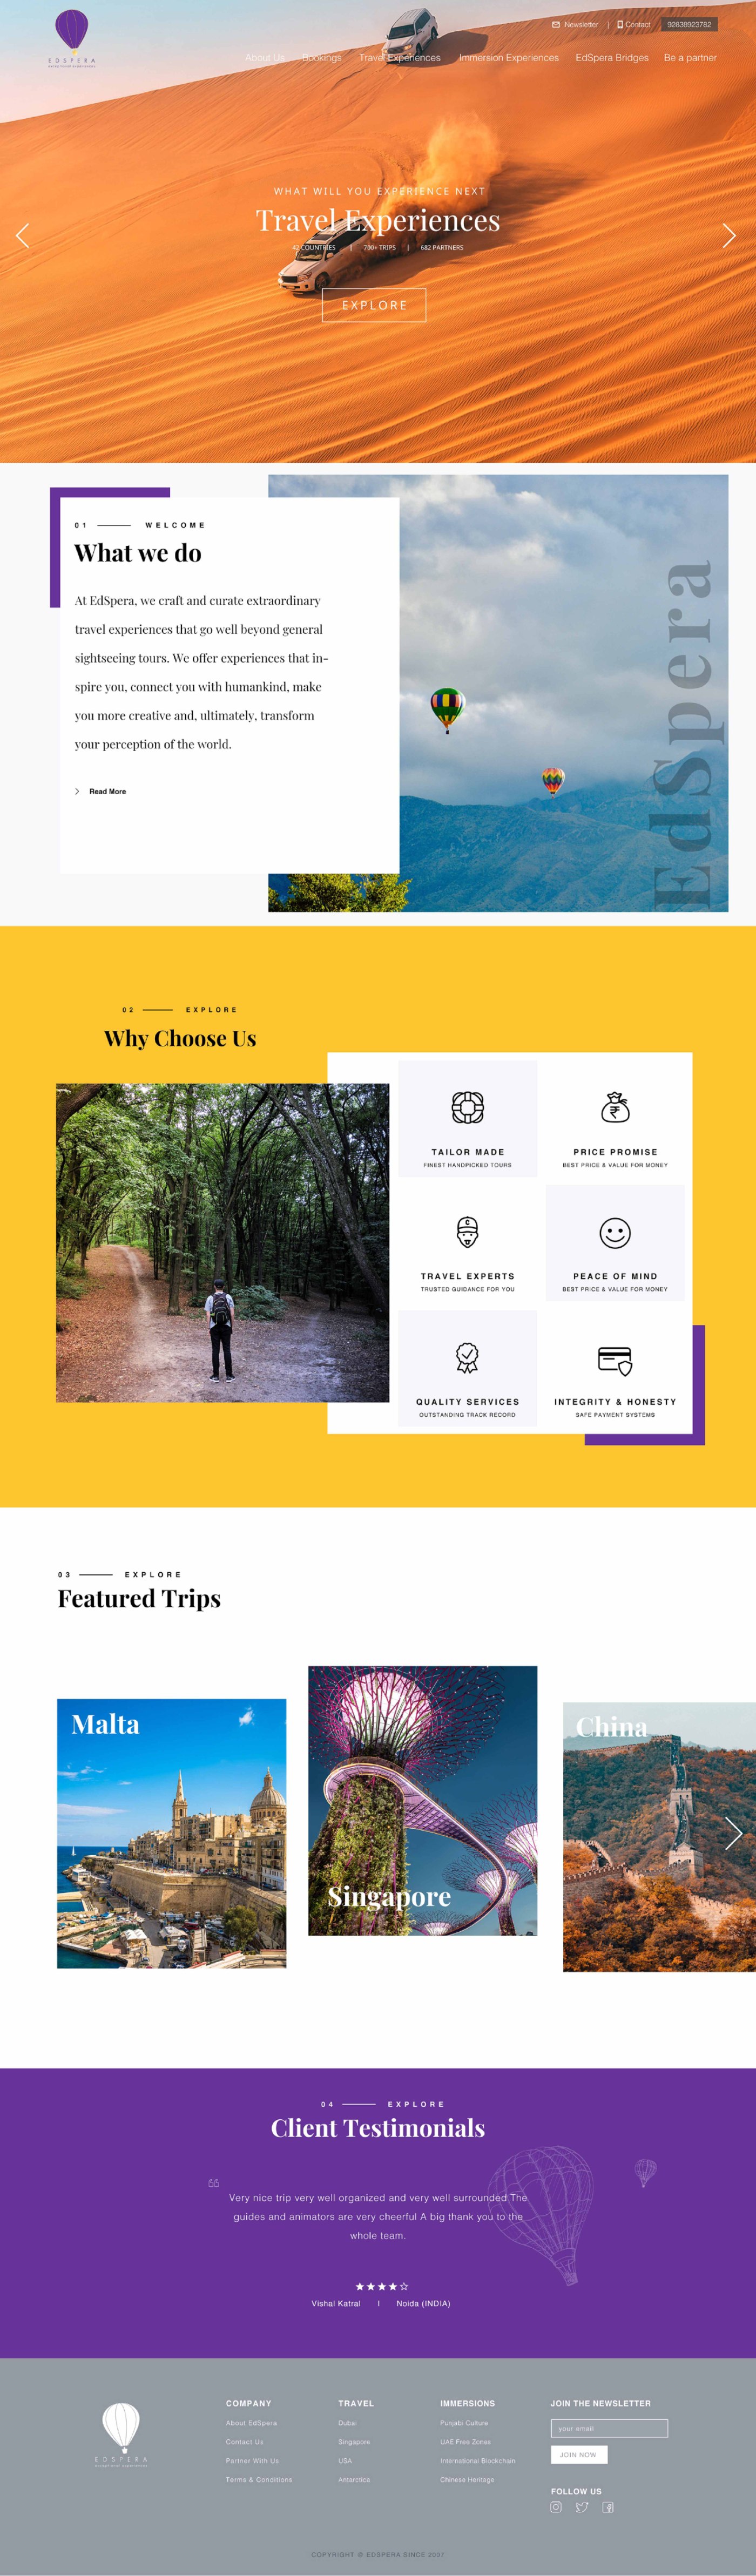 EDSPERA
Newsletter | Contact 92638923782
About Us Bookings Travel Experiences Immersion Experiences EdSpera Bridges Be a partner
WHAT WILL YOU EXPERIENCE NEXT
Travel Experiences
42 COUNTRIES | 700+ TRIPS | 682 PARTNERS
EXPLORE
01 WELCOME
What we do
At EdSpera, we craft and curate extraordinary
travel experiences that go well beyond general
sightseeing tours. We offer experiences that in-
spire you, connect you with humankind, make
you more creative and, ultimately, transform
your perception of the world.
Read More
EdSpera
02 EXPLORE
Why Choose Us
TAILOR MADE
FINEST HANDPICKED TOURS
PRICE PROMISE
BEST PRICE & VALUE FOR MONEY
TRAVEL EXPERTS
TRUSTED GUIDANCE FOR YOU
PEACE OF MIND
BEST PRICE & VALUE FOR MONEY
QUALITY SERVICES
OUTSTANDING TRACK RECORD
INTEGRITY & HONESTY
SAFE PAYMENT SYSTEMS
03 EXPLORE
Featured Trips
Malta
Singapore
China
04 EXPLORE
Client Testimonials
Very nice trip very well organized and very well surrounded The
guides and animators are very cheerful A big thank you to the
whole team.
Vishal Katral | Noida (INDIA)
EDSPERA
COMPANY
About EdSpera
Contact Us
Partner With Us
Terms & Conditions
TRAVEL
Dubai
Singapore
USA
Antarctica
IMMERSIONS
Punjabi Culture
UAE Free Zones
International Blockchain
Chinese Heritage
JOIN THE NEWSLETTER
your email
JOIN NOW
FOLLOW US
COPYRIGHT @ EDSPERA SINCE 2007